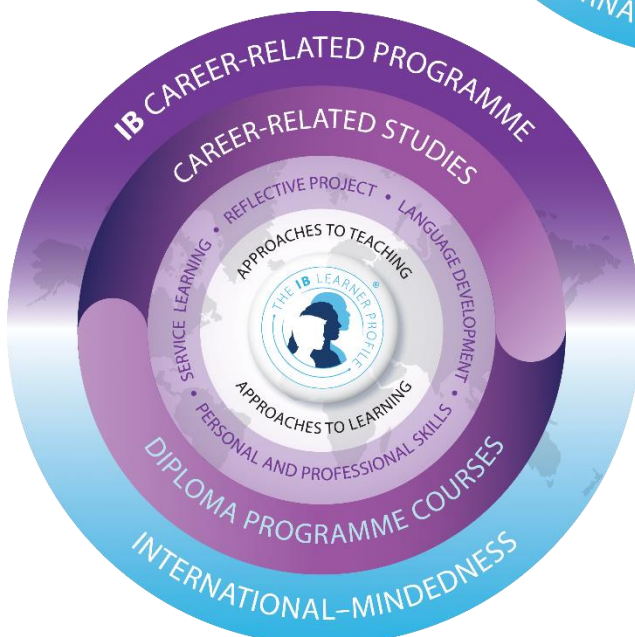 IB CAREER-RELATED PROGRAMME
CAREER-RELATED STUDIES
SERVICE LEARNING • REFLECTIVE PROJECT • LANGUAGE DEVELOPMENT • PERSONAL AND PROFESSIONAL SKILLS •
APPROACHES TO TEACHING
THE IB LEARNER PROFILE ®
APPROACHES TO LEARNING
DIPLOMA PROGRAMME COURSES
INTERNATIONAL–MINDEDNESS